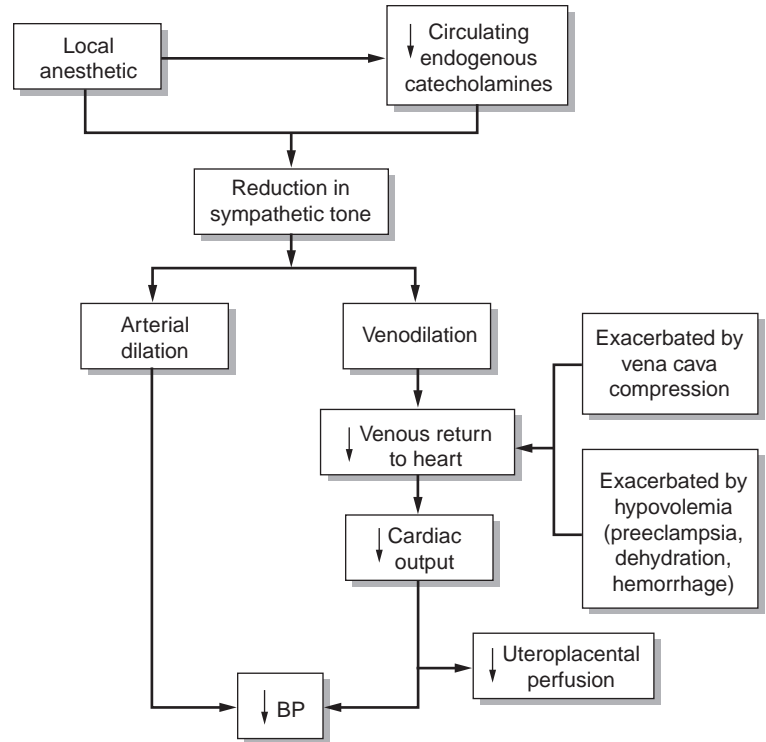 Local
anesthetic
↓ Circulating
endogenous
catecholamines
Reduction in
sympathetic tone
Arterial
dilation
Venodilation
Exacerbated by
vena cava
compression
↓ Venous return
to heart
Exacerbated by
hypovolemia
(preeclampsia,
dehydration,
hemorrhage)
↓ Cardiac
output
↓ Uteroplacental
perfusion
↓ BP